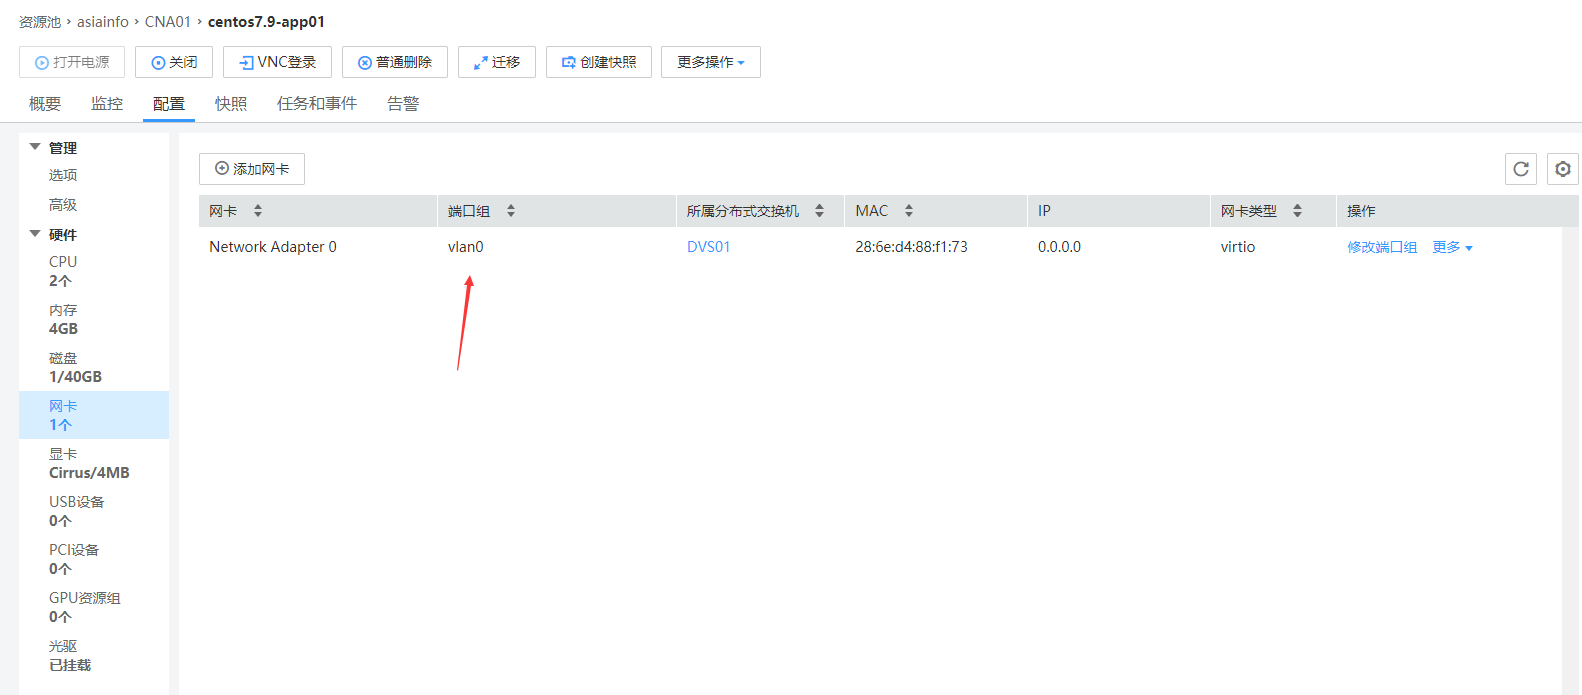 资源池 › asiainfo › CNA01 › centos7.9-app01
打开电源 关闭 VNC登录 普通删除 迁移 创建快照 更多操作
概要 监控 配置 快照 任务和事件 告警
管理
选项
高级
硬件
CPU
2个
内存
4GB
磁盘
1/40GB
网卡
1个
显卡
Cirrus/4MB
USB设备
0个
PCI设备
0个
GPU资源组
0个
光驱
已挂载
添加网卡
网卡 端口组 所属分布式交换机 MAC IP 网卡类型 操作
Network Adapter 0 vlan0 DVS01 28:6e:d4:88:f1:73 0.0.0.0 virtio 修改端口组 更多